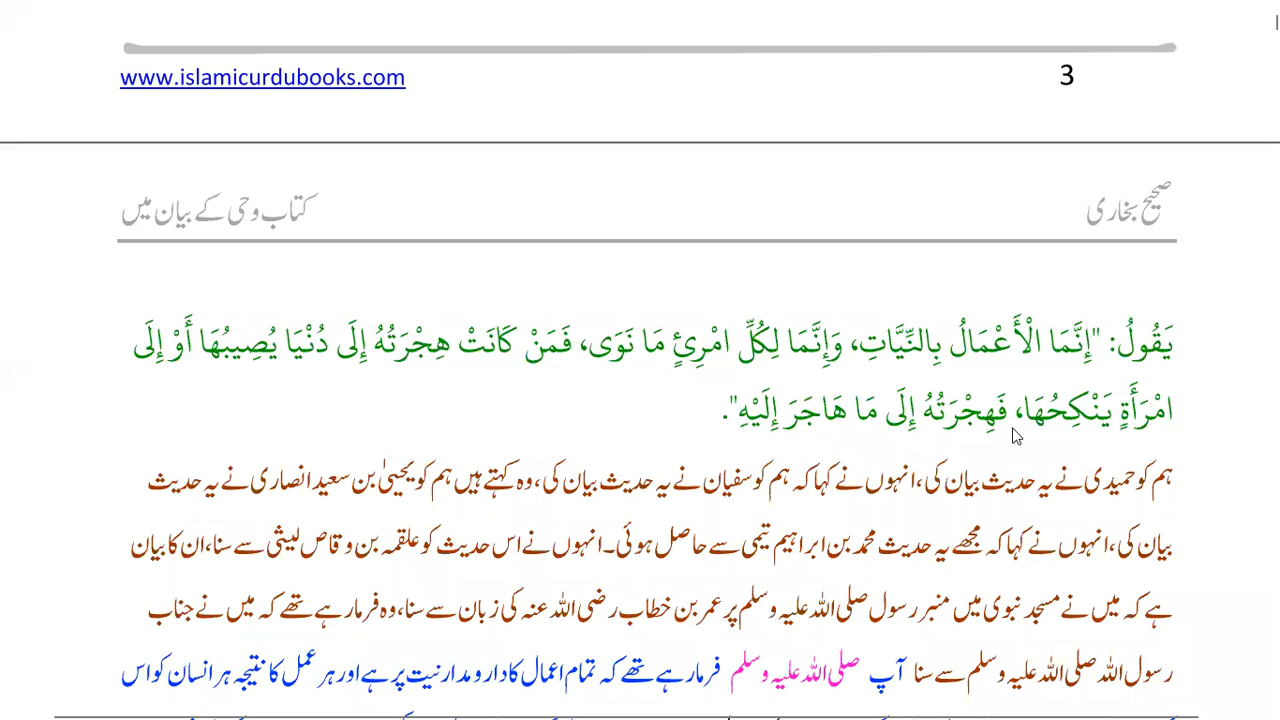 www.islamicurdubooks.com 3
صحیح بخاری کتاب وحی کے بیان میں
يَقُولُ: "إِنَّمَا الْأَعْمَالُ بِالنِّيَّاتِ، وَإِنَّمَا لِكُلِّ امْرِئٍ مَا نَوَى، فَمَنْ كَانَتْ هِجْرَتُهُ إِلَى دُنْيَا يُصِيبُهَا أَوْ إِلَى
امْرَأَةٍ يَنْكِحُهَا، فَهِجْرَتُهُ إِلَى مَا هَاجَرَ إِلَيْهِ".
ہم کو حمیدی نے یہ حدیث بیان کی، انہوں نے کہا کہ ہم کو سفیان نے یہ حدیث بیان کی، وہ کہتے ہیں ہم کو یحییٰ بن سعید انصاری نے یہ حدیث
بیان کی، انہوں نے کہا کہ مجھے یہ حدیث محمد بن ابراہیم تیمی سے حاصل ہوئی۔ انہوں نے اس حدیث کو علقمہ بن وقاص لیثی سے سنا، ان کا بیان
ہے کہ میں نے مسجد نبوی میں منبر رسول صلی اللہ علیہ وسلم پر عمر بن خطاب رضی اللہ عنہ کی زبان سے سنا، وہ فرما رہے تھے کہ میں نے جناب
رسول اللہ صلی اللہ علیہ وسلم سے سنا آپ صلی اللہ علیہ وسلم فرما رہے تھے کہ تمام اعمال کا دارومدار نیت پر ہے اور ہر عمل کا نتیجہ ہر انسان کو اس